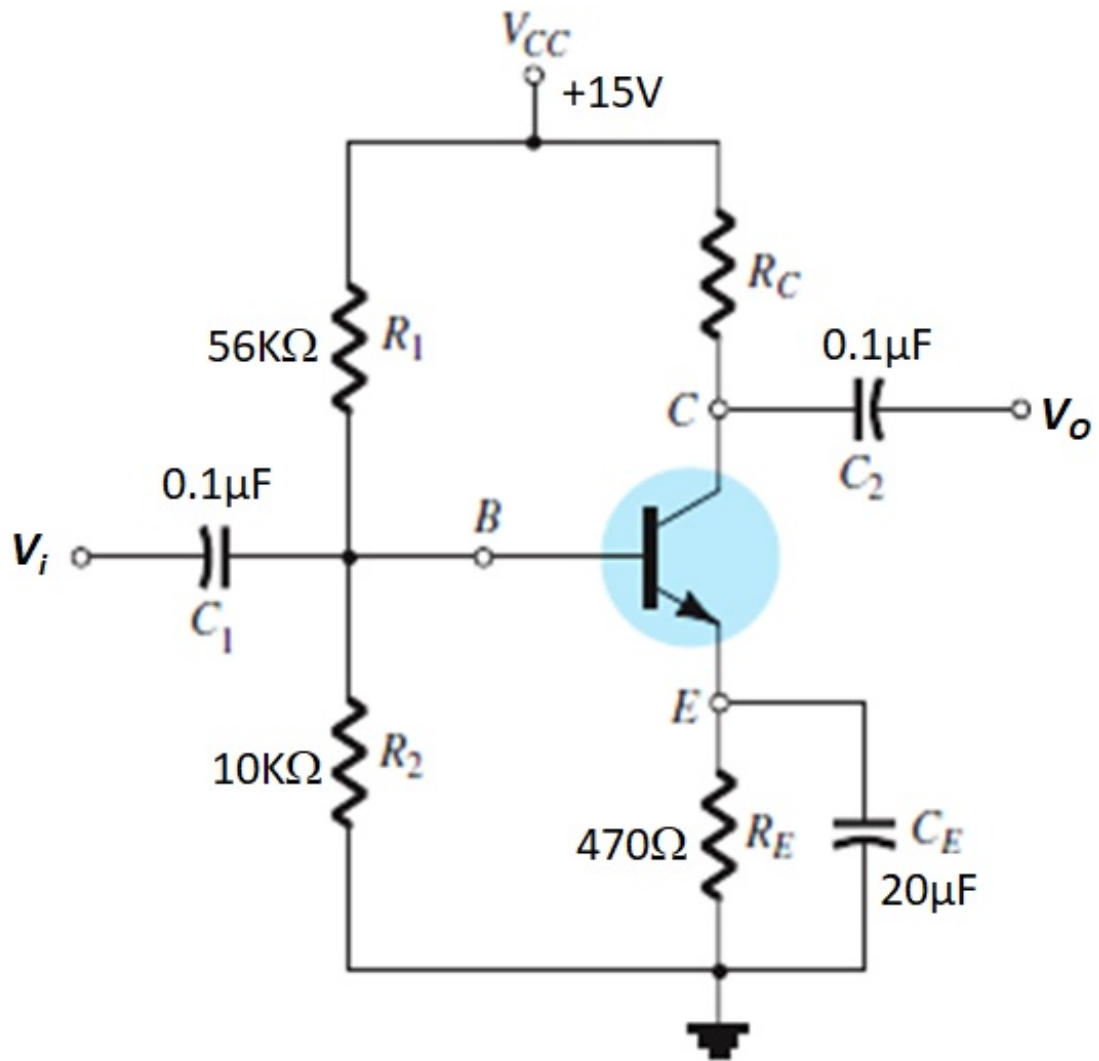 V_CC
+15V
R_C
56KΩ
R_1
0.1μF
C
V_O
C_2
0.1μF
B
V_i
C_1
E
R_2
10KΩ
470Ω
R_E
C_E
20μF